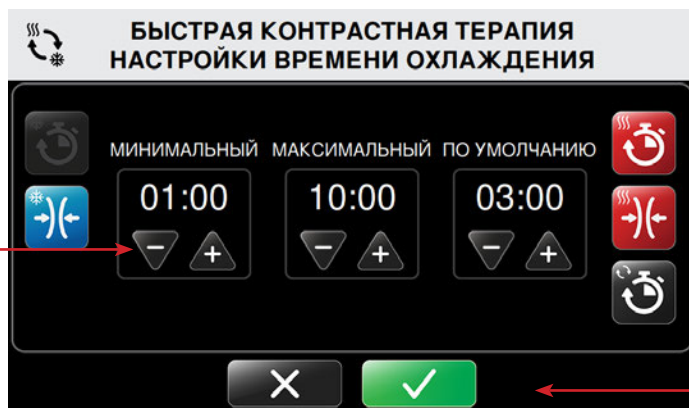 БЫСТРАЯ КОНТРАСТНАЯ ТЕРАПИЯ
НАСТРОЙКИ ВРЕМЕНИ ОХЛАЖДЕНИЯ
МИНИМАЛЬНЫЙ МАКСИМАЛЬНЫЙ ПО УМОЛЧАНИЮ
01:00 10:00 03:00